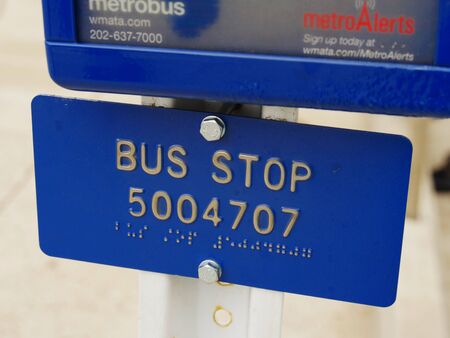 metrobus
wmata.com
202-637-7000
metroAlerts
Sign up today at
wmata.com/MetroAlerts
BUS STOP
5004707